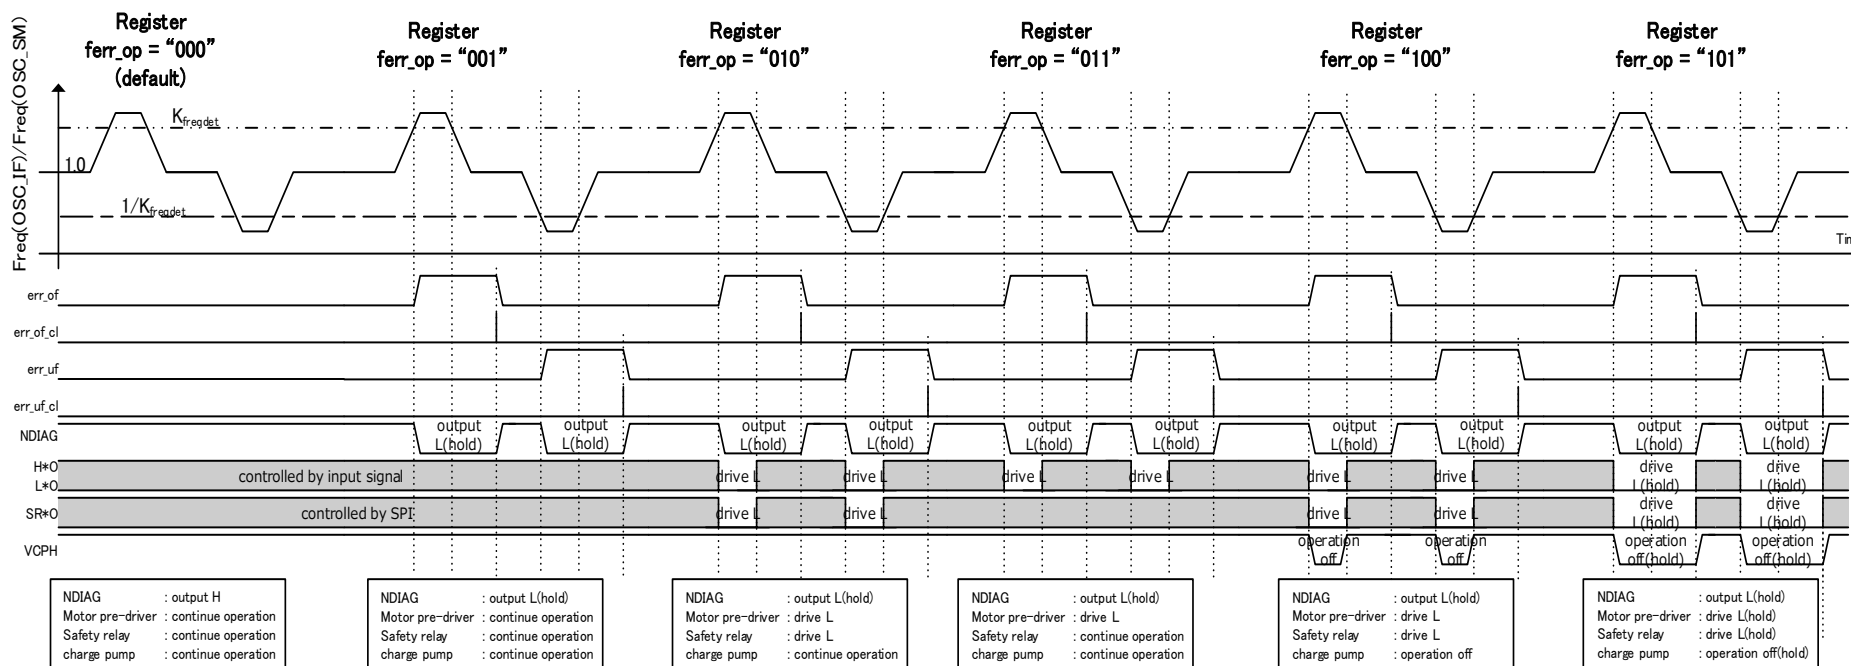 Register
ferr_op = “000”
(default)
Register
ferr_op = “001”
Register
ferr_op = “010”
Register
ferr_op = “011”
Register
ferr_op = “100”
Register
ferr_op = “101”
Freq(OSC_IF)/Freq(OSC_SM)
Kfreqdet
1.0
1/Kfreqdet
Tim
err_of
err_of_cl
err_uf
err_uf_cl
NDIAG
output
L(hold)
output
L(hold)
output
L(hold)
output
L(hold)
output
L(hold)
output
L(hold)
output
L(hold)
output
L(hold)
output
L(hold)
output
L(hold)
H*O
L*O
controlled by input signal
drive L
drive L
drive L
drive L
drive L
drive L
drive
L(hold)
drive
L(hold)
SR*O
controlled by SPI
drive L
drive L
drive L
drive L
drive
L(hold)
drive
L(hold)
VCPH
operation
off
operation
off
operation
off(hold)
operation
off(hold)
NDIAG : output H
Motor pre-driver : continue operation
Safety relay : continue operation
charge pump : continue operation
NDIAG : output L(hold)
Motor pre-driver : continue operation
Safety relay : continue operation
charge pump : continue operation
NDIAG : output L(hold)
Motor pre-driver : drive L
Safety relay : drive L
charge pump : continue operation
NDIAG : output L(hold)
Motor pre-driver : drive L
Safety relay : continue operation
charge pump : continue operation
NDIAG : output L(hold)
Motor pre-driver : drive L
Safety relay : drive L
charge pump : operation off
NDIAG : output L(hold)
Motor pre-driver : drive L(hold)
Safety relay : drive L(hold)
charge pump : operation off(hold)